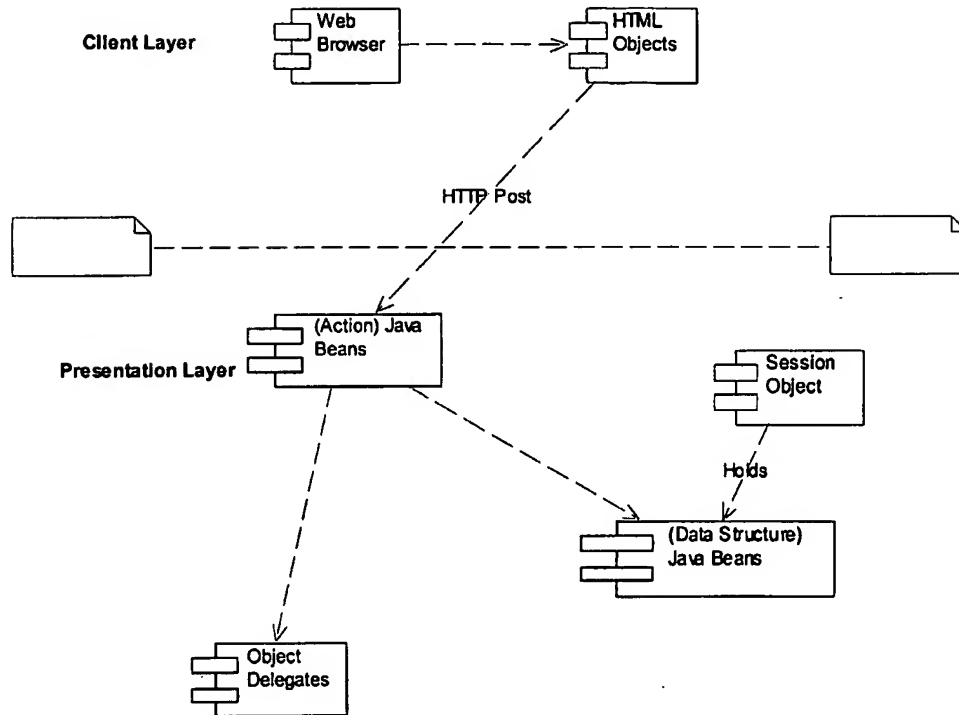 Client Layer
Web
Browser
HTML
Objects
HTTP Post
(Action) Java
Beans
Presentation Layer
Session
Object
Holds
(Data Structure)
Java Beans
Object
Delegates